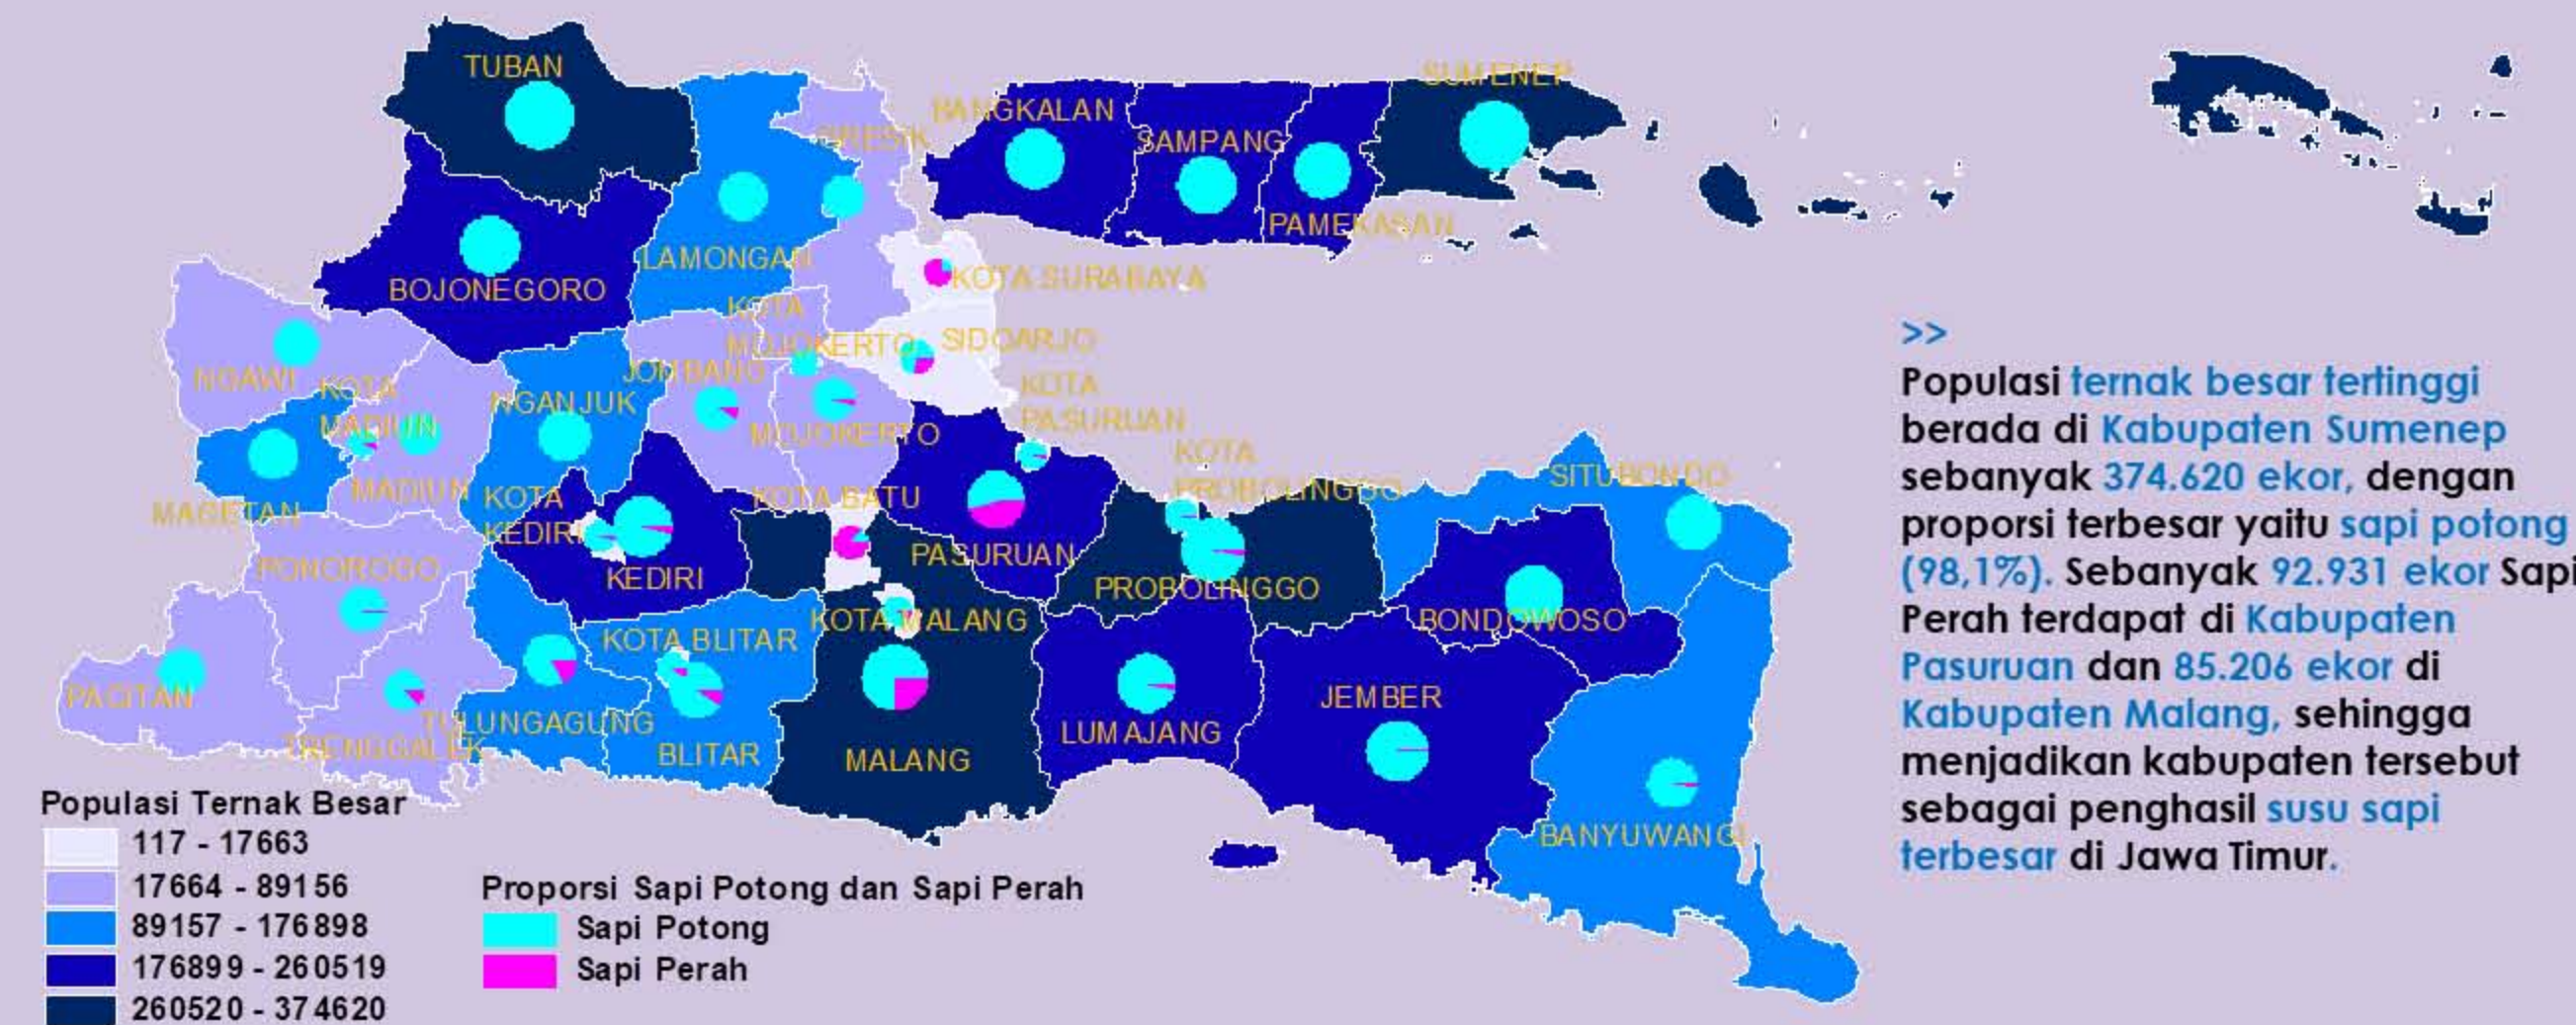 TUBAN
SUMENEP
BANGKALAN
SAMPANG
GRESIK
PAMEKASAN
LAMONGAN
BOJONEGORO
KOTA SURABAYA
KOTA
MOJOKERTO
SIDOARJO
NGAWI
KOTA
MADIUN
JOMBANG
NGANJUK
KOTA
PASURUAN
MOJOKERTO
KOTA
PROBOLINGGO
SITUBONDO
MAGETAN
MADIUN
KOTA
KEDIRI
KOTA BATU
PONOROGO
KEDIRI
PASURUAN
PROBOLINGGO
KOTA BLITAR
KOTA MALANG
BONDOWOSO
PACITAN
TRENGGALEK
TULUNGAGUNG
BLITAR
MALANG
LUMAJANG
JEMBER
BANYUWANGI
Populasi Ternak Besar
117 - 17663
17664 - 89156
89157 - 176898
176899 - 260519
260520 - 374620
Proporsi Sapi Potong dan Sapi Perah
Sapi Potong
Sapi Perah
>>
Populasi ternak besar tertinggi
berada di Kabupaten Sumenep
sebanyak 374.620 ekor, dengan
proporsi terbesar yaitu sapi potong
(98,1%). Sebanyak 92.931 ekor Sapi
Perah terdapat di Kabupaten
Pasuruan dan 85.206 ekor di
Kabupaten Malang, sehingga
menjadikan kabupaten tersebut
sebagai penghasil susu sapi
terbesar di Jawa Timur.